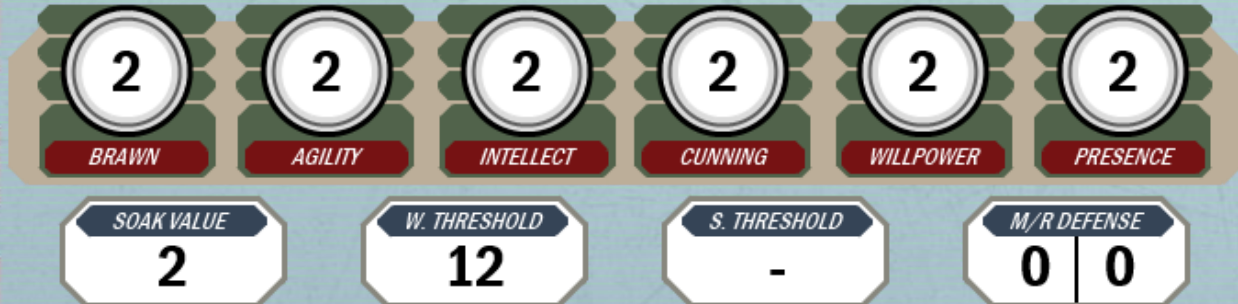 2 2 2 2 2 2
BRAWN AGILITY INTELLECT CUNNING WILLPOWER PRESENCE
SOAK VALUE W. THRESHOLD S. THRESHOLD M/R DEFENSE
2 12 - 0 0